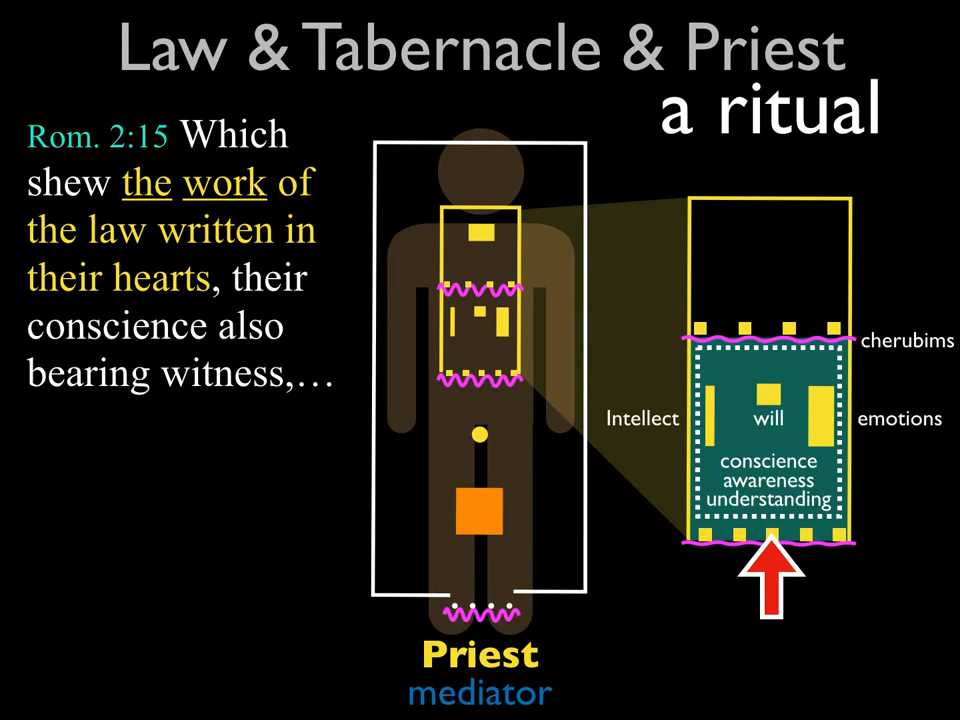 Law & Tabernacle & Priest
a ritual
Rom. 2:15 Which
shew the work of
the law written in
their hearts, their
conscience also
bearing witness,…
cherubims
Intellect
will
emotions
conscience
awareness
understanding
Priest
mediator